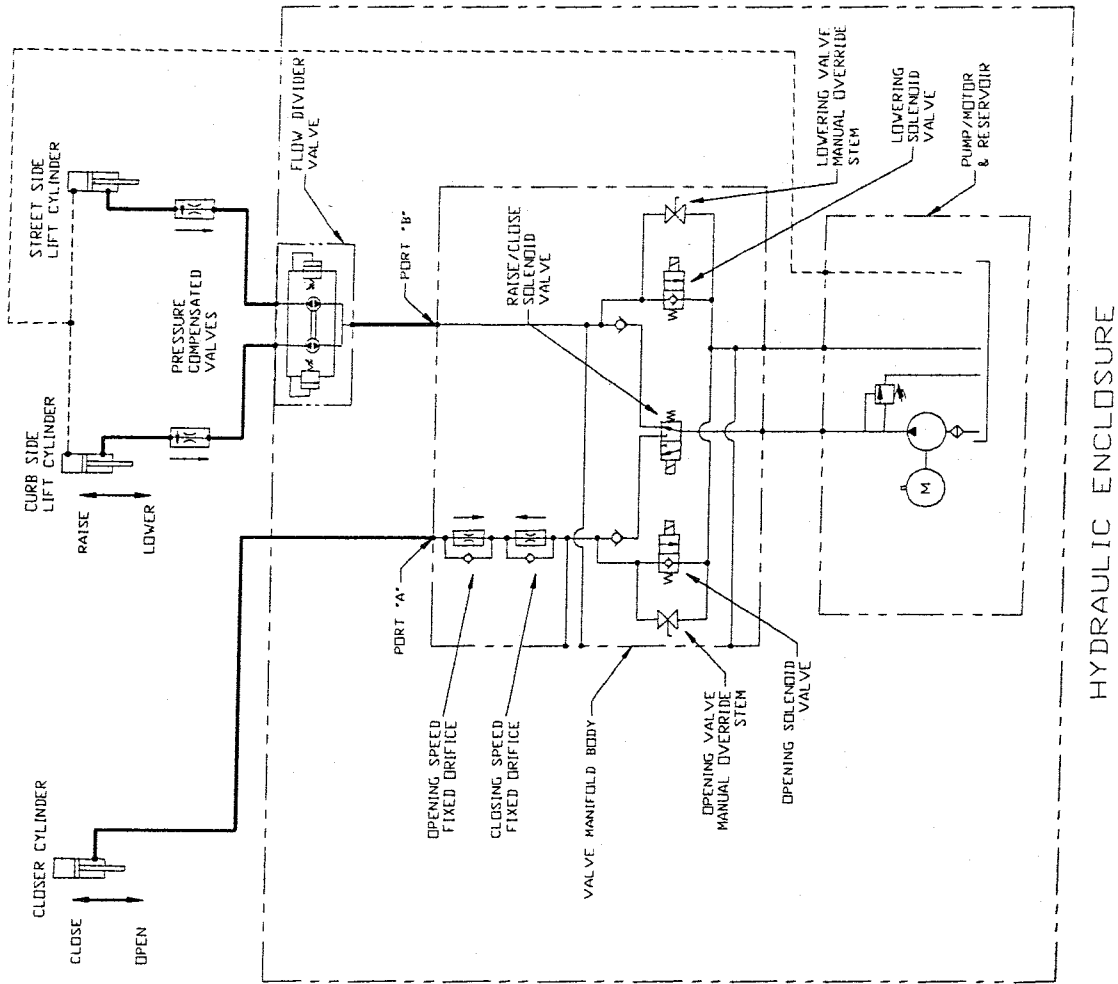 CLOSER CYLINDER
CLOSE
OPEN
CURB SIDE
LIFT CYLINDER
RAISE
LOWER
STREET SIDE
LIFT CYLINDER
PRESSURE
COMPENSATED
VALVES
FLOW DIVIDER
VALVE
PORT "A"
PORT "B"
OPENING SPEED
FIXED ORIFICE
CLOSING SPEED
FIXED ORIFICE
VALVE MANIFOLD BODY
RAISE/CLOSE
SOLENOID
VALVE
OPENING VALVE
MANUAL OVERRIDE
STEM
OPENING SOLENOID
VALVE
LOWERING VALVE
MANUAL OVERRIDE
STEM
LOWERING
SOLENOID
VALVE
PUMP/MOTOR
& RESERVOIR
M
HYDRAULIC ENCLOSURE